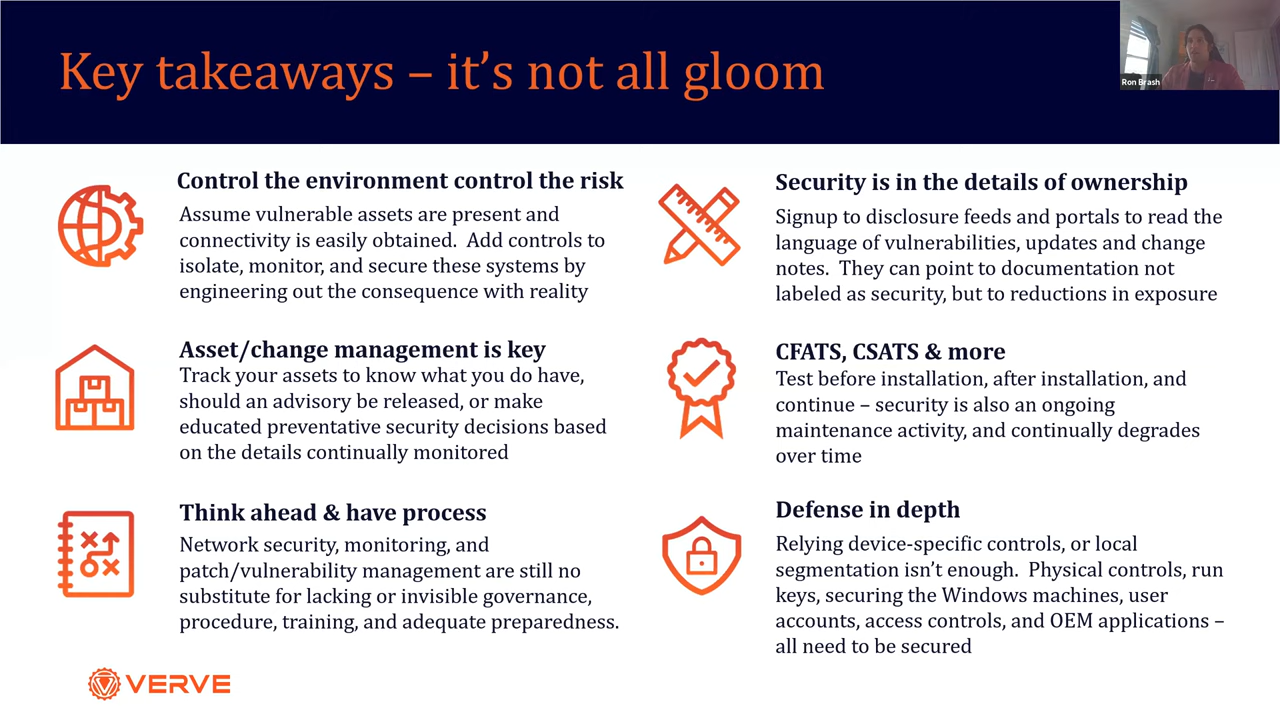 Key takeaways – it's not all gloom
Ron Brash
Control the environment control the risk
Assume vulnerable assets are present and
connectivity is easily obtained.  Add controls to
isolate, monitor, and secure these systems by
engineering out the consequence with reality
Asset/change management is key
Track your assets to know what you do have,
should an advisory be released, or make
educated preventative security decisions based
on the details continually monitored
Think ahead & have process
Network security, monitoring, and
patch/vulnerability management are still no
substitute for lacking or invisible governance,
procedure, training, and adequate preparedness.
Security is in the details of ownership
Signup to disclosure feeds and portals to read the
language of vulnerabilities, updates and change
notes.  They can point to documentation not
labeled as security, but to reductions in exposure
CFATS, CSATS & more
Test before installation, after installation, and
continue – security is also an ongoing
maintenance activity, and continually degrades
over time
Defense in depth
Relying device-specific controls, or local
segmentation isn't enough.  Physical controls, run
keys, securing the Windows machines, user
accounts, access controls, and OEM applications –
all need to be secured
VERVE